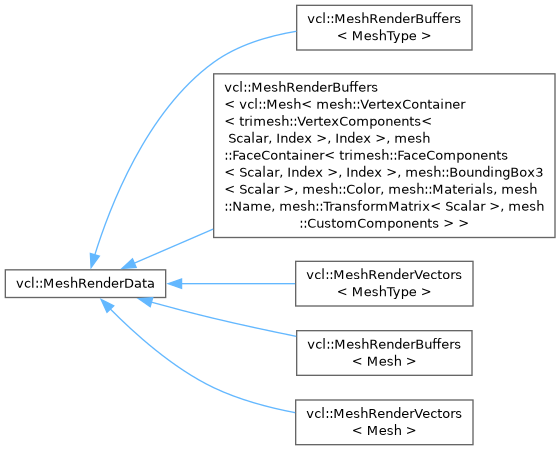 vcl::MeshRenderBuffers
< MeshType >
vcl::MeshRenderBuffers
< vcl::Mesh< mesh::VertexContainer
< trimesh::VertexComponents<
Scalar, Index >, Index >, mesh
::FaceContainer< trimesh::FaceComponents
< Scalar, Index >, Index >, mesh::BoundingBox3
< Scalar >, mesh::Color, mesh::Materials, mesh
::Name, mesh::TransformMatrix< Scalar >, mesh
::CustomComponents > >
vcl::MeshRenderData
vcl::MeshRenderVectors
< MeshType >
vcl::MeshRenderBuffers
< Mesh >
vcl::MeshRenderVectors
< Mesh >